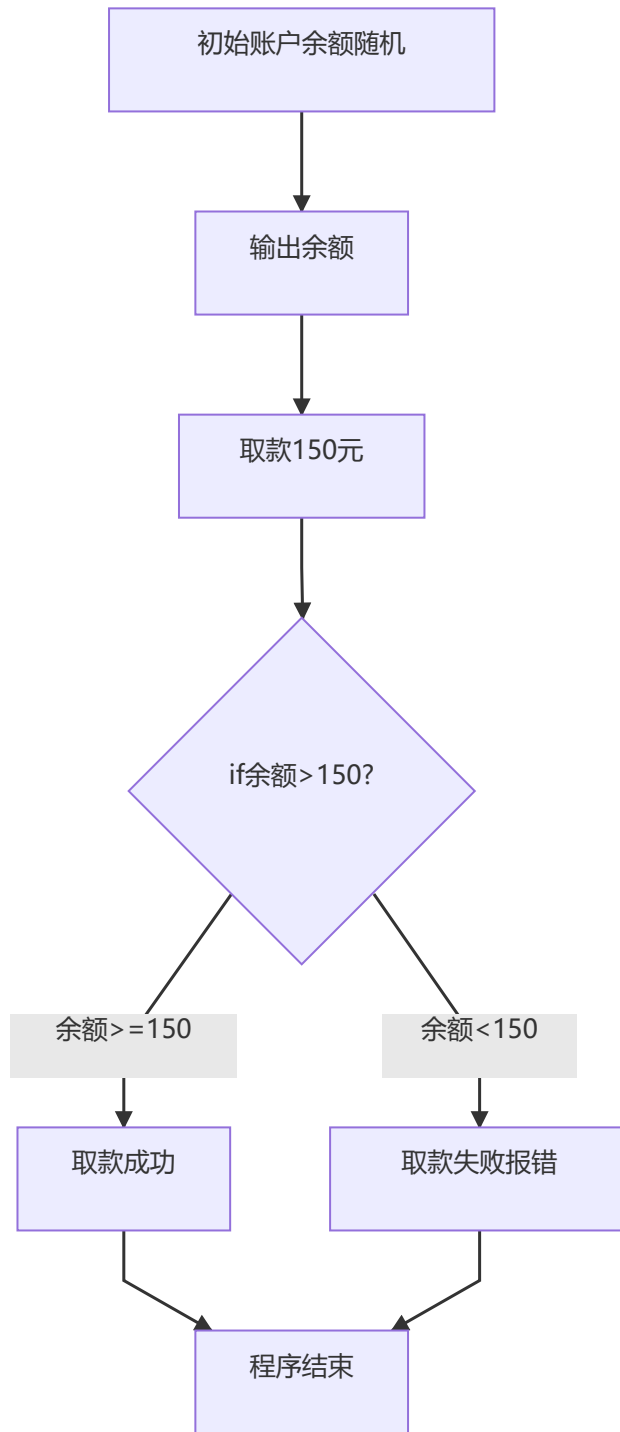 初始账户余额随机
输出余额
取款150元
if余额>150?
余额>=150
余额<150
取款成功
取款失败报错
程序结束